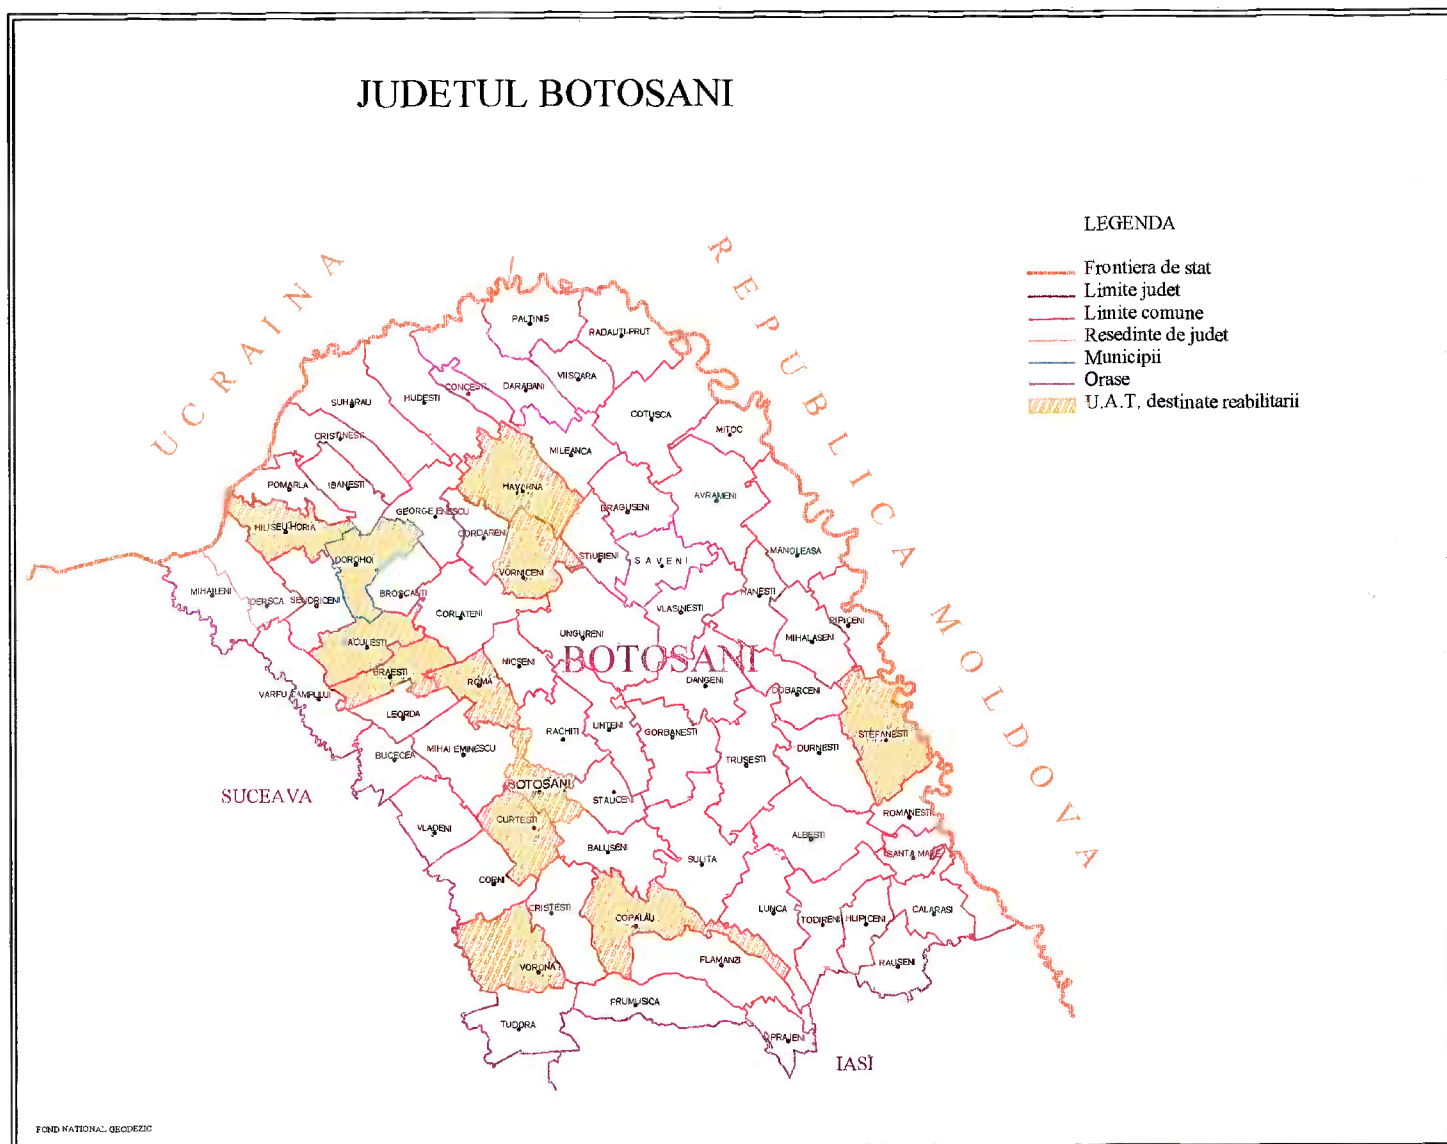 JUDETUL BOTOSANI
LEGENDA
Frontiera de stat
Limite judet
Limite comune
Resedinte de judet
Municipii
Orase
U.A.T. destinate reabilitarii
UCRAINA
REPUBLICA MOLDOVA
PALTINIS
RADAUTI-PRUT
VIISOARA
CONCESTI
DARABANI
HUDESTI
SUHARAU
COTUSCA
MITOC
CRISTINESTI
MILEANCA
POMARLA
IBANESTI
HAVARNA
AVRAMENI
GEORGE ENESCU
DRAGUSENI
HILISEU HORIA
CORDARENI
DOROHOI
STIUBIENI
SAVENI
MANOLEASA
VORNICENI
MIHAILENI
DERSCA
SENDRICENI
BROSCAUTI
HANESTI
CORLATENI
VLASINESTI
RIPICENI
UNGURENI
MIHALASENI
VACULESTI
BOTOSANI
NICSENI
BRAESTI
ROMA
DANGENI
DOBARCENI
VARFU CAMPULUI
LEORDA
RACHITI
UNTENI
GORBANESTI
STEFANESTI
BUCECEA
MIHAI EMINESCU
DURNESTI
TRUSESTI
BOTOSANI
SUCEAVA
STAUCENI
ROMANESTI
CURTESTI
VLADENI
ALBESTI
BALUSENI
SULITA
SANTA MARE
CORNI
CRISTESTI
COPALAU
LUNCA
TODIRENI
HLIPICENI
CALARASI
VORONA
FLAMANZI
RAUSENI
FRUMUSICA
TUDORA
PRAJENI
IASI
FOND NATIONAL GEODEZIC